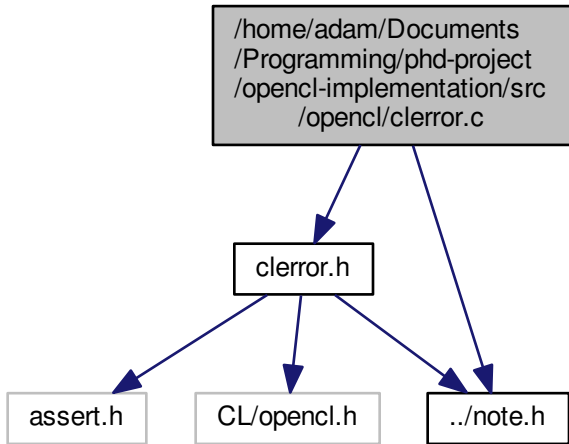 /home/adam/Documents
/Programming/phd-project
/opencl-implementation/src
/opencl/clerror.c
clerror.h
assert.h
CL/opencl.h
../note.h